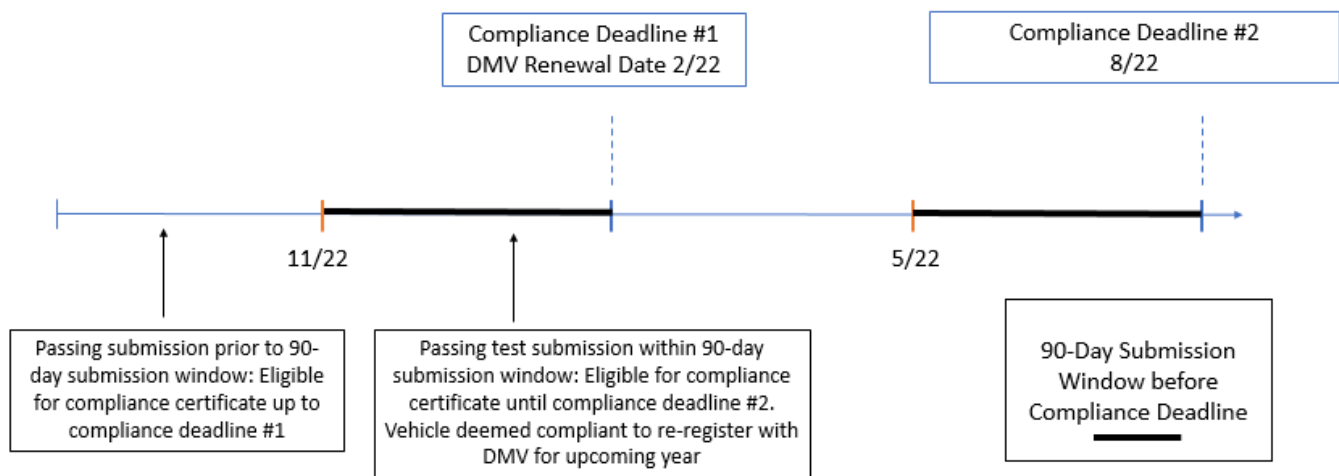 Compliance Deadline #1
DMV Renewal Date 2/22
Compliance Deadline #2
8/22
11/22
5/22
Passing submission prior to 90-
day submission window: Eligible
for compliance certificate up to
compliance deadline #1
Passing test submission within 90-day
submission window: Eligible for compliance
certificate until compliance deadline #2.
Vehicle deemed compliant to re-register with
DMV for upcoming year
90-Day Submission
Window before
Compliance Deadline